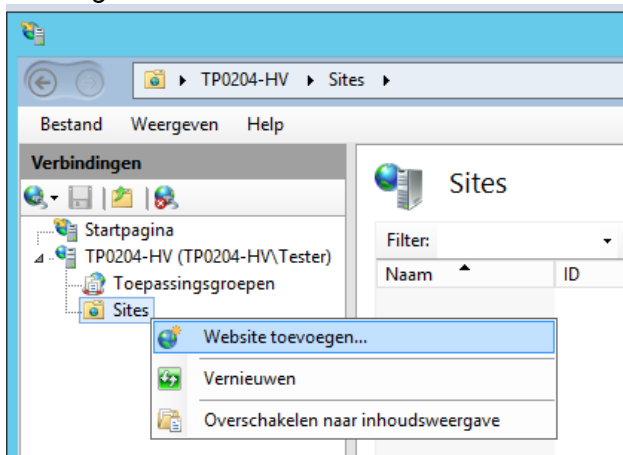 TP0204-HV Sites
Bestand Weergeven Help
Verbindingen
Startpagina
TP0204-HV (TP0204-HV\Tester)
Toepassingsgroepen
Sites
Website toevoegen...
Vernieuwen
Overschakelen naar inhoudsweergave
Sites
Filter:
Naam ID